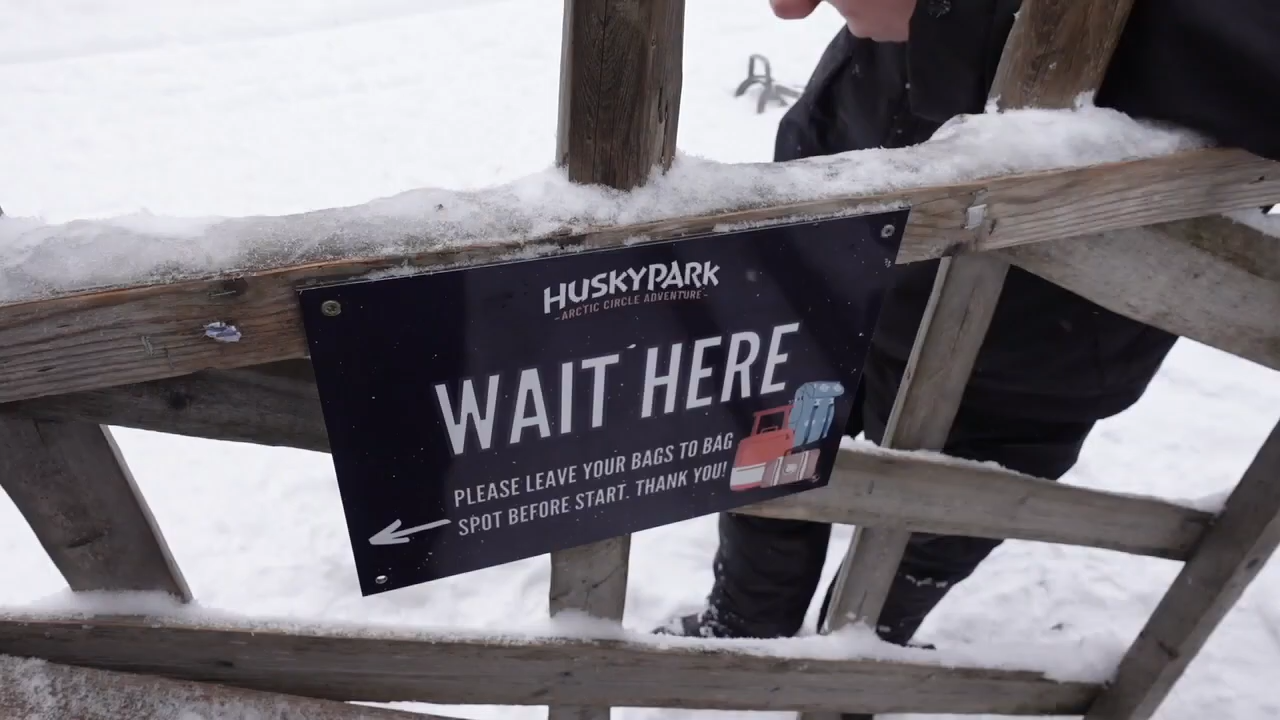 HUSKYPARK
-ARCTIC CIRCLE ADVENTURE-
WAIT HERE
PLEASE LEAVE YOUR BAGS TO BAG
SPOT BEFORE START. THANK YOU!